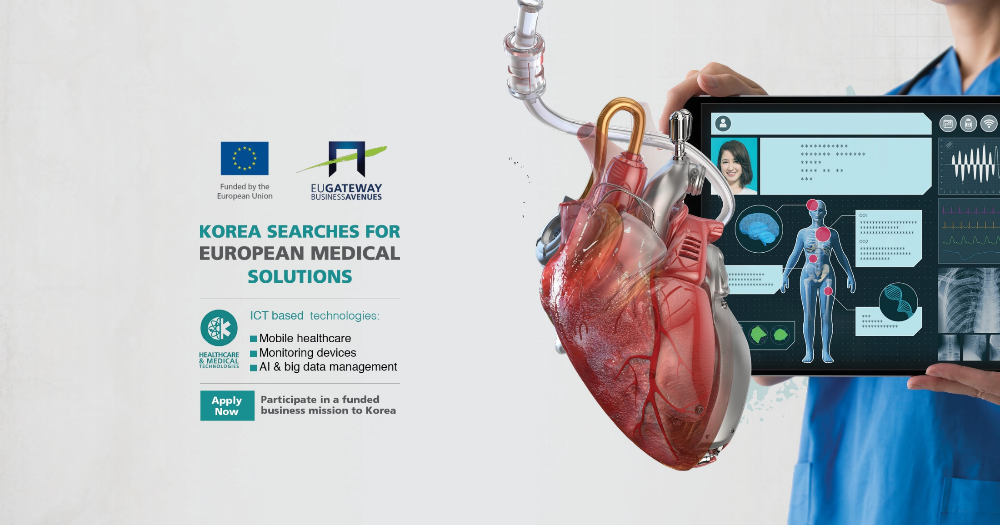 Funded by the
European Union
EUGATEWAY
BUSINESSAVENUES
KOREA SEARCHES FOR
EUROPEAN MEDICAL
SOLUTIONS
HEALTHCARE
& MEDICAL
TECHNOLOGIES
ICT based technologies:
Mobile healthcare
Monitoring devices
AI & big data management
Apply
Now
Participate in a funded
business mission to Korea
***********
******* *******
*****
**** ** **
***
001
******************
************
*****************
002
**************
****************
**********
************
***********
***************
***
*******
************